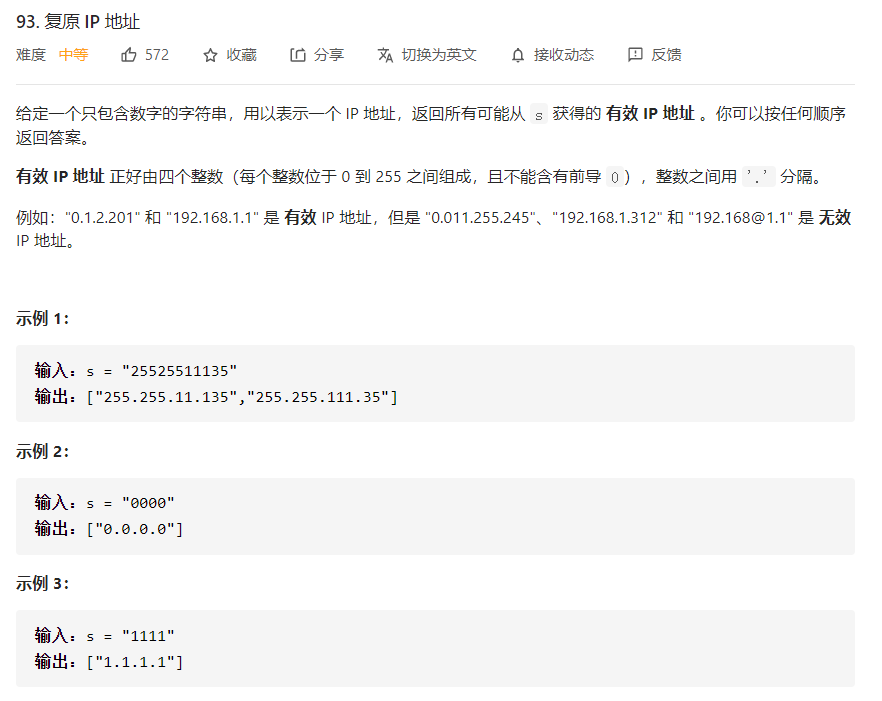 93. 复原 IP 地址
难度 中等 572 收藏 分享 切换为英文 接收动态 反馈
给定一个只包含数字的字符串，用以表示一个 IP 地址，返回所有可能从 s 获得的 有效 IP 地址 。你可以按任何顺序
返回答案。
有效 IP 地址 正好由四个整数（每个整数位于 0 到 255 之间组成，且不能含有前导 0），整数之间用 '.' 分隔。
例如："0.1.2.201" 和 "192.168.1.1" 是 有效 IP 地址，但是 "0.011.255.245"、"192.168.1.312" 和 "192.168@1.1" 是 无效
IP 地址。
示例 1：
输入：s = "25525511135"
输出：["255.255.11.135","255.255.111.35"]
示例 2：
输入：s = "0000"
输出：["0.0.0.0"]
示例 3：
输入：s = "1111"
输出：["1.1.1.1"]